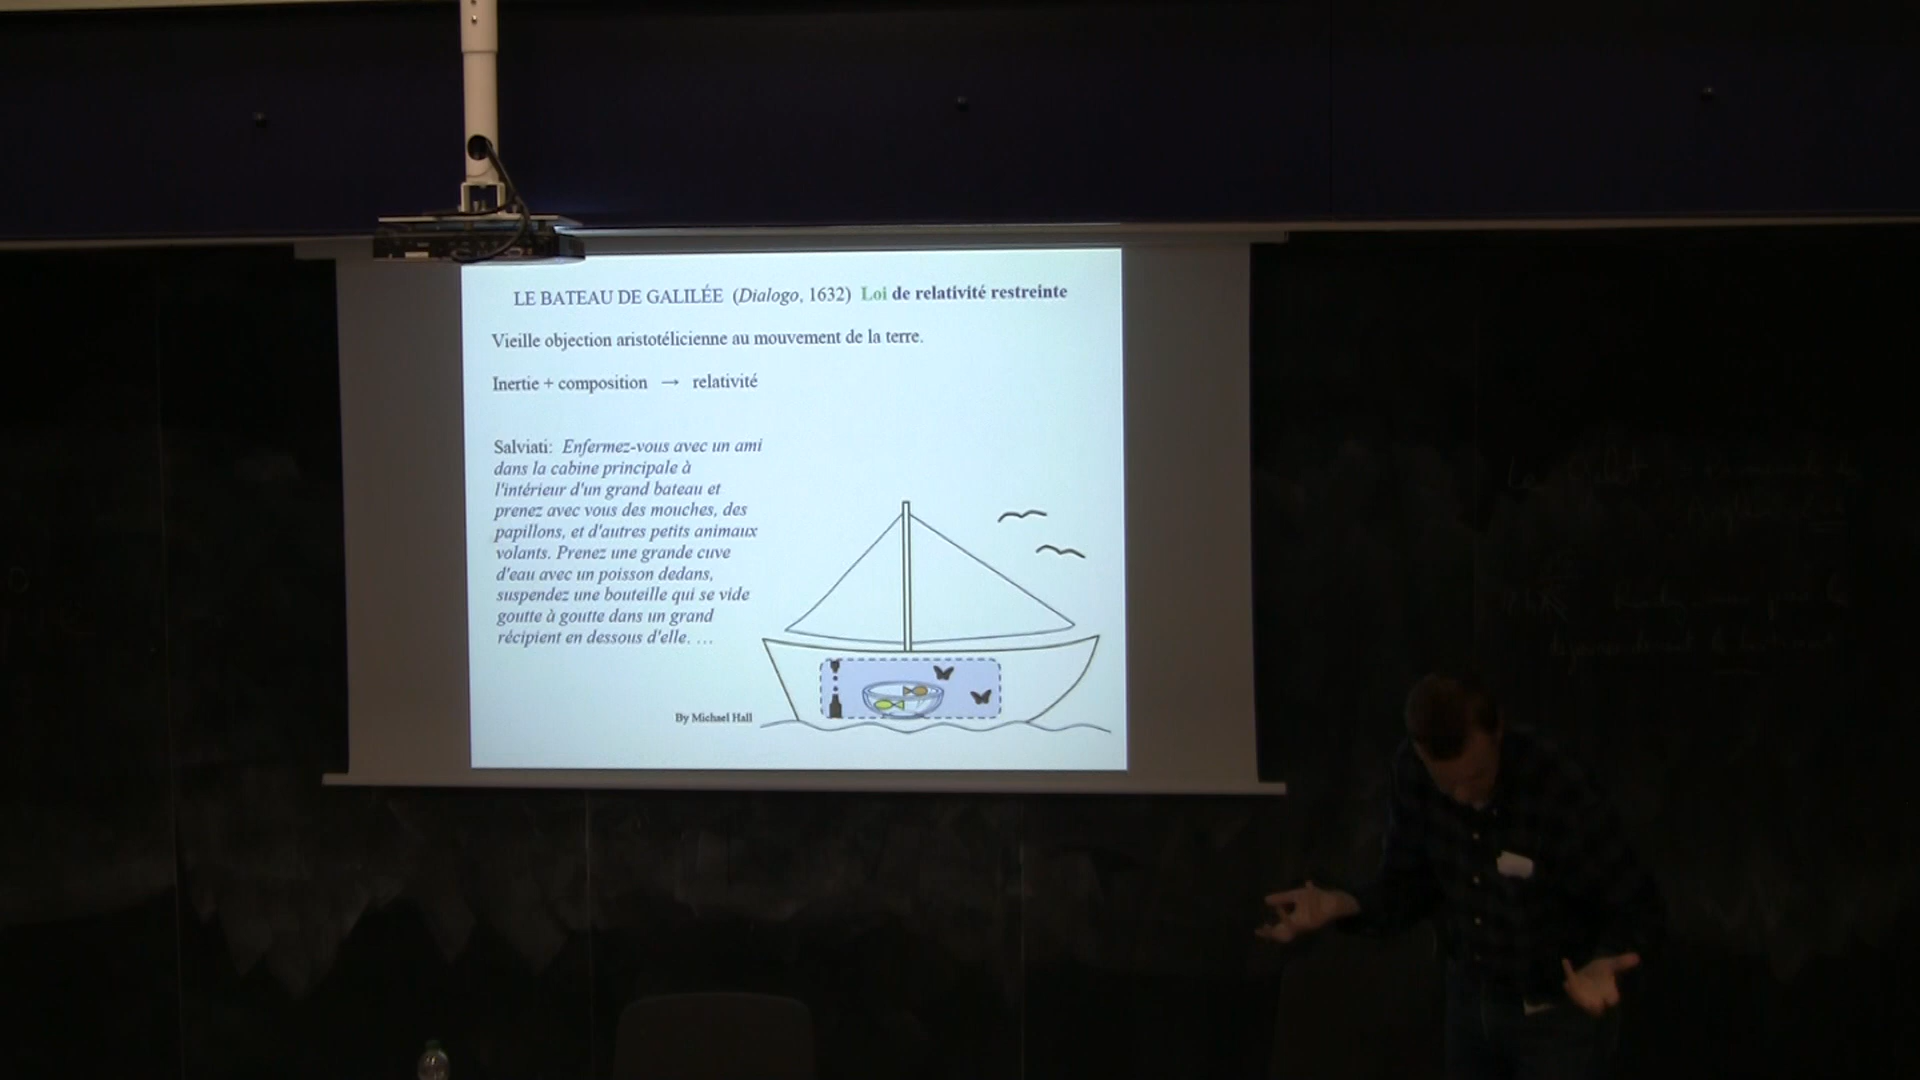 LE BATEAU DE GALILÉE (Dialogo, 1632) Loi de relativité restreinte
Vieille objection aristotélicienne au mouvement de la terre.
Inertie + composition → relativité
Salviati: Enfermez-vous avec un ami
dans la cabine principale à
l'intérieur d'un grand bateau et
prenez avec vous des mouches, des
papillons, et d'autres petits animaux
volants. Prenez une grande cuve
d'eau avec un poisson dedans,
suspendez une bouteille qui se vide
goutte à goutte dans un grand
récipient en dessous d'elle. …
By Michael Hall